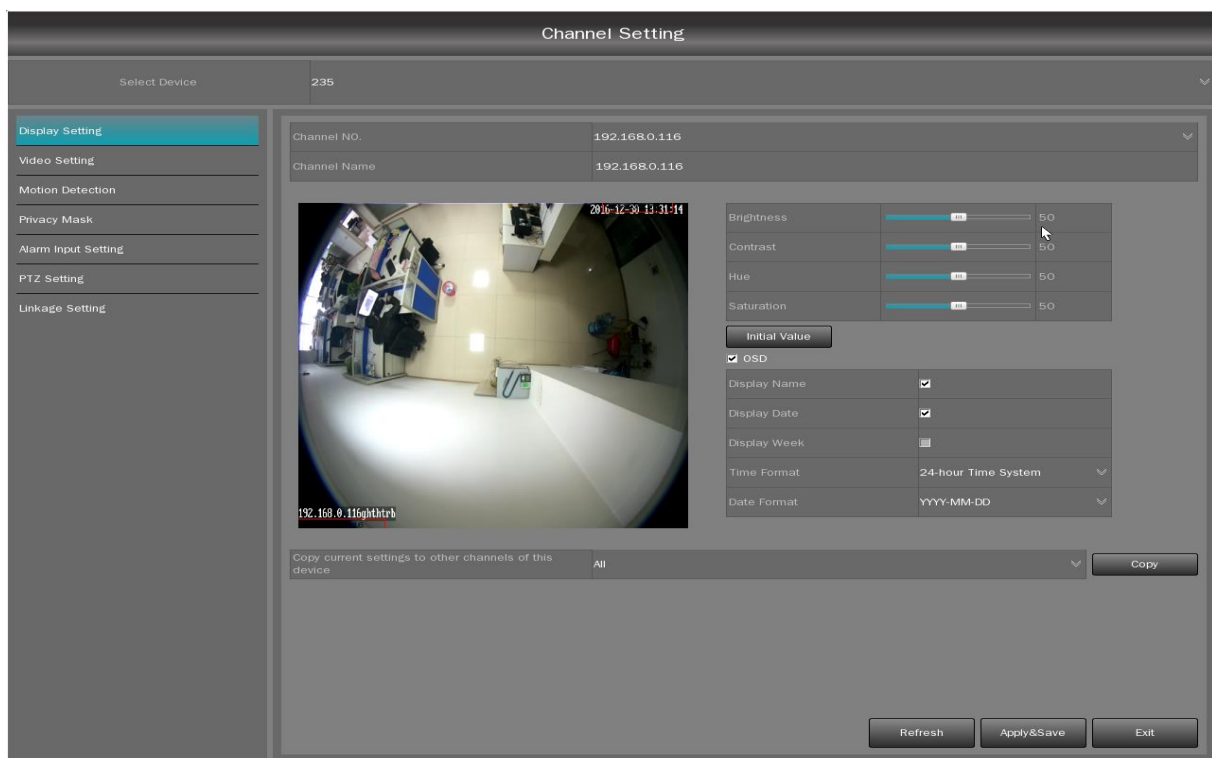 Channel Setting
Select Device 235
Display Setting
Video Setting
Motion Detection
Privacy Mask
Alarm Input Setting
PTZ Setting
Linkage Setting
Channel NO. 192.168.0.116
Channel Name 192.168.0.116
2016-12-30 13:31:14
192.168.0.116ghthtrb
Brightness 50
Contrast 50
Hue 50
Saturation 50
Initial Value
OSD
Display Name
Display Date
Display Week
Time Format 24-hour Time System
Date Format YYYY-MM-DD
Copy current settings to other channels of this
device
All
Copy
Refresh Apply&Save Exit